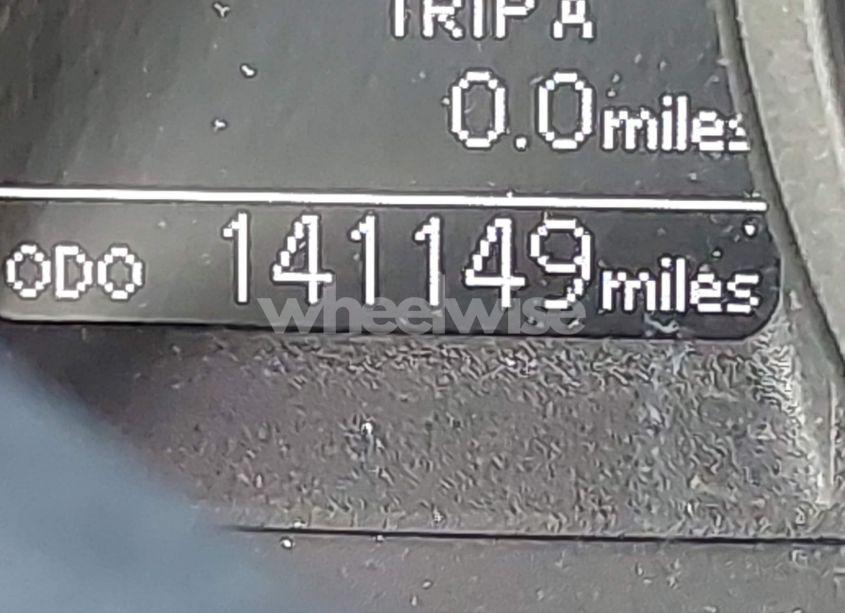 TRIP A
0.0 miles
ODO 141149 miles
wheelwise